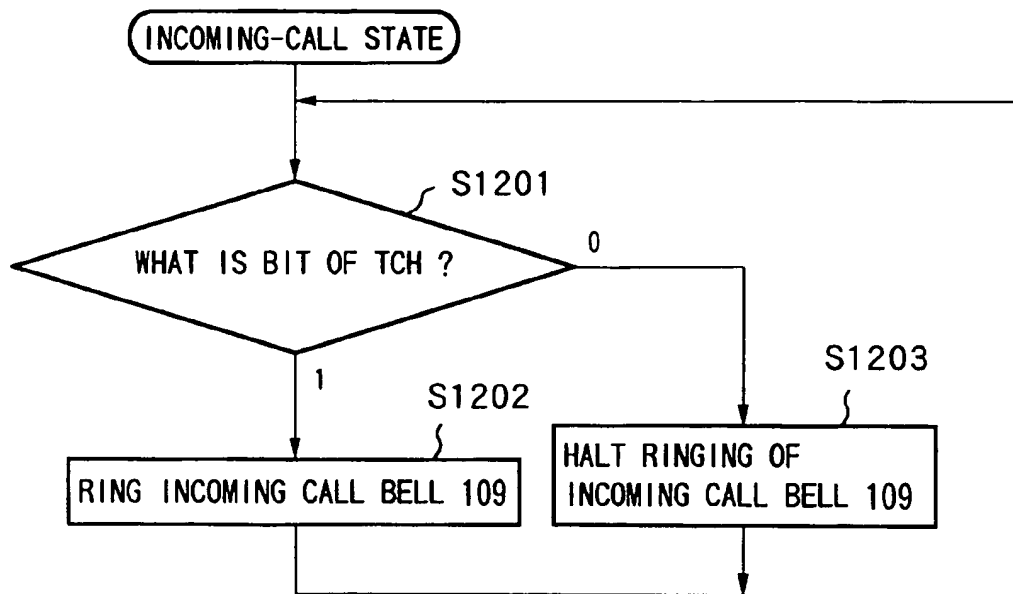 INCOMING-CALL STATE
S1201
WHAT IS BIT OF TCH ?
0
1
S1202
RING INCOMING CALL BELL 109
S1203
HALT RINGING OF
INCOMING CALL BELL 109